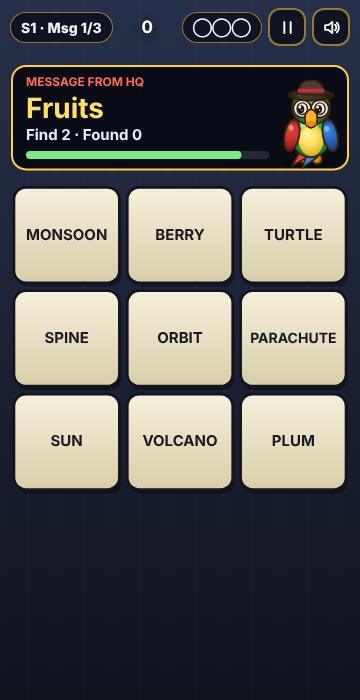 S1 · Msg 1/3
0
MESSAGE FROM HQ
Fruits
Find 2 · Found 0
MONSOON BERRY TURTLE
SPINE ORBIT PARACHUTE
SUN VOLCANO PLUM